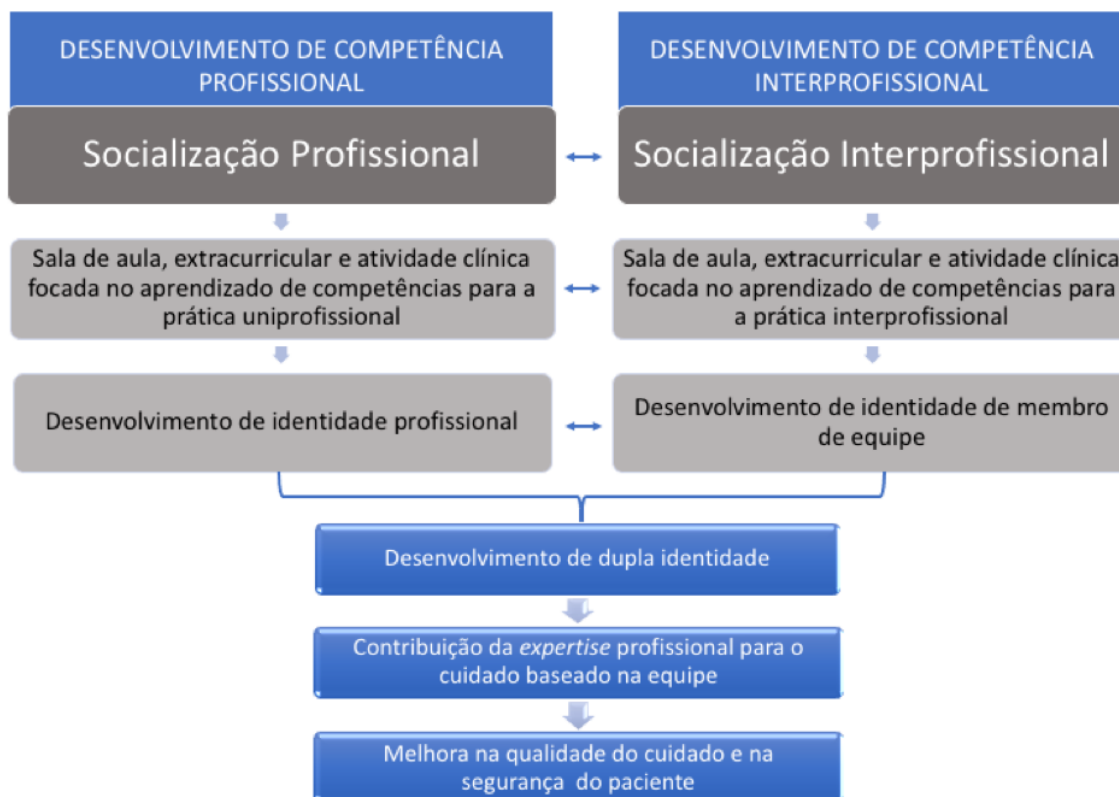 DESENVOLVIMENTO DE COMPETÊNCIA
PROFISSIONAL
Socialização Profissional
Sala de aula, extracurricular e atividade clínica
focada no aprendizado de competências para a
prática uniprofissional
Desenvolvimento de identidade profissional
DESENVOLVIMENTO DE COMPETÊNCIA
INTERPROFISSIONAL
Socialização Interprofissional
Sala de aula, extracurricular e atividade clínica
focada no aprendizado de competências para
a prática interprofissional
Desenvolvimento de identidade de membro
de equipe
Desenvolvimento de dupla identidade
Contribuição da expertise profissional para o
cuidado baseado na equipe
Melhora na qualidade do cuidado e na
segurança do paciente